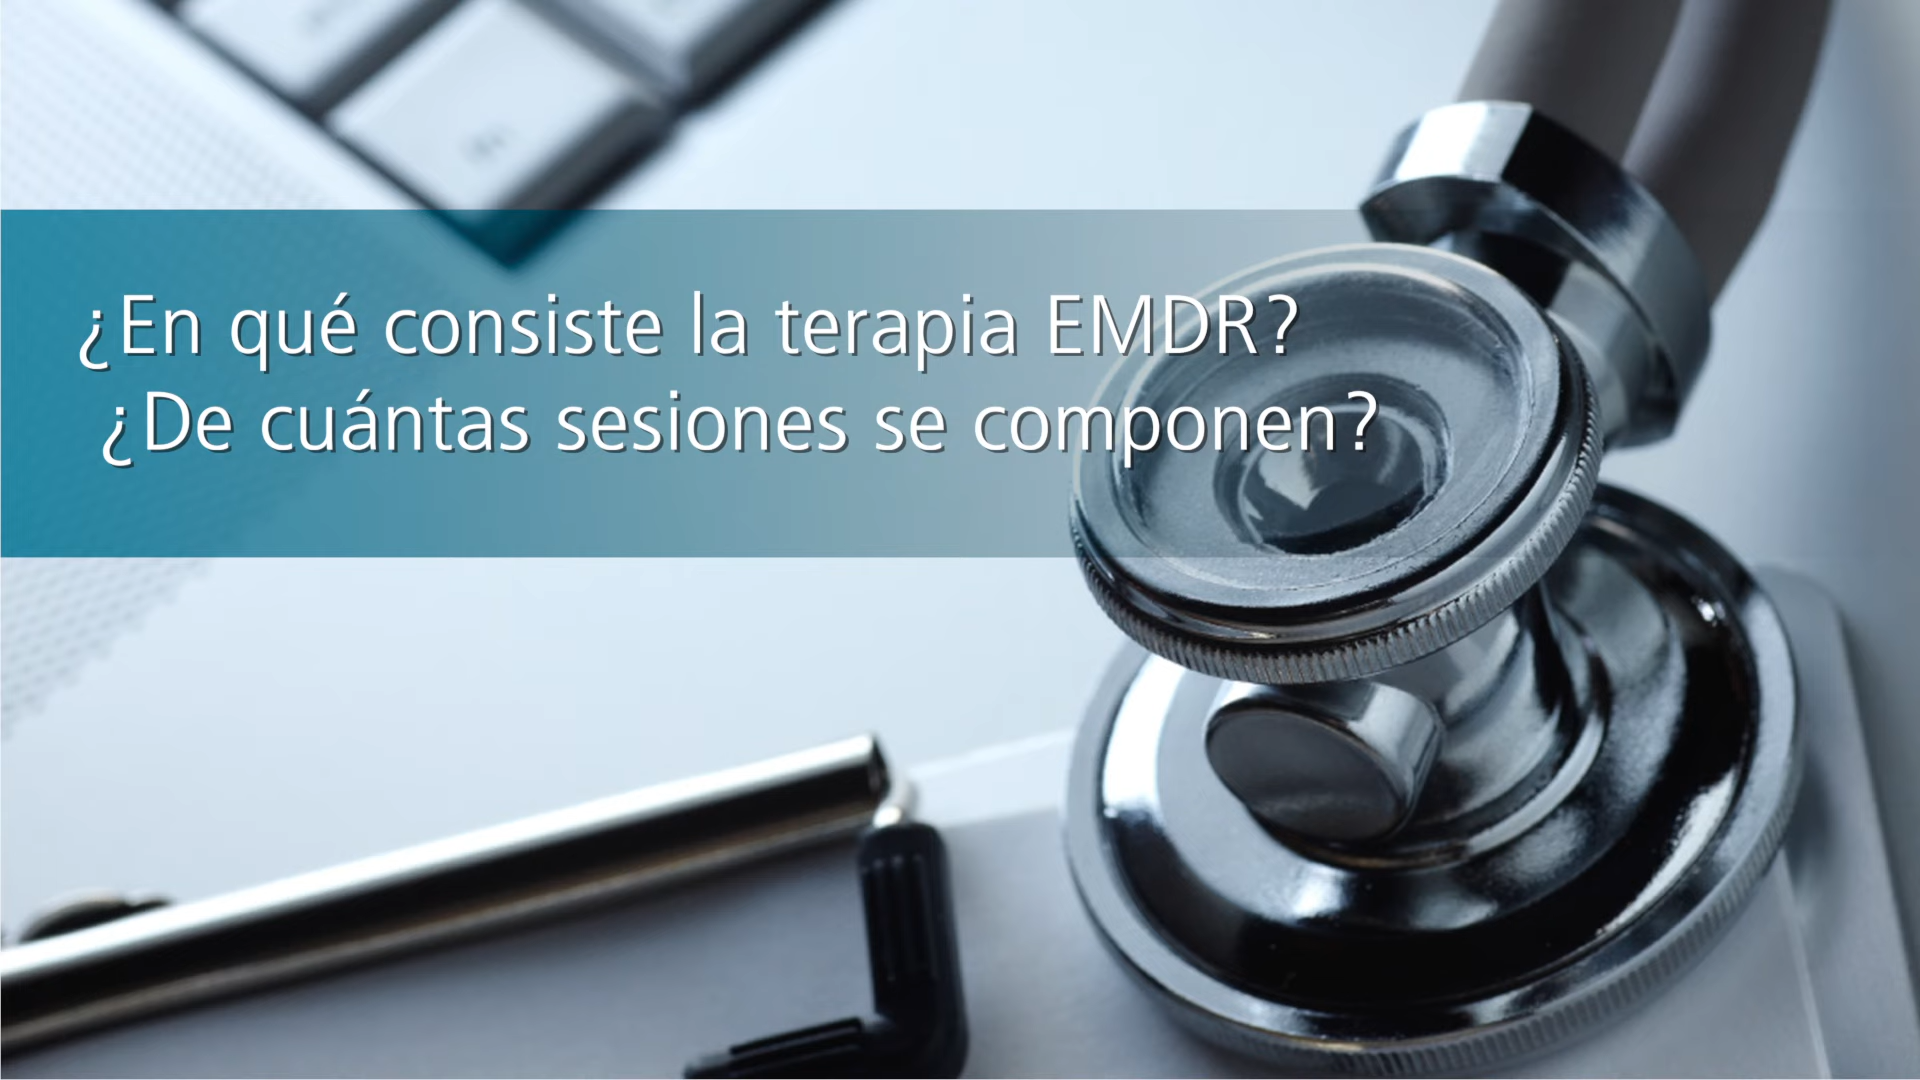 ¿En qué consiste la terapia EMDR?
¿De cuántas sesiones se componen?